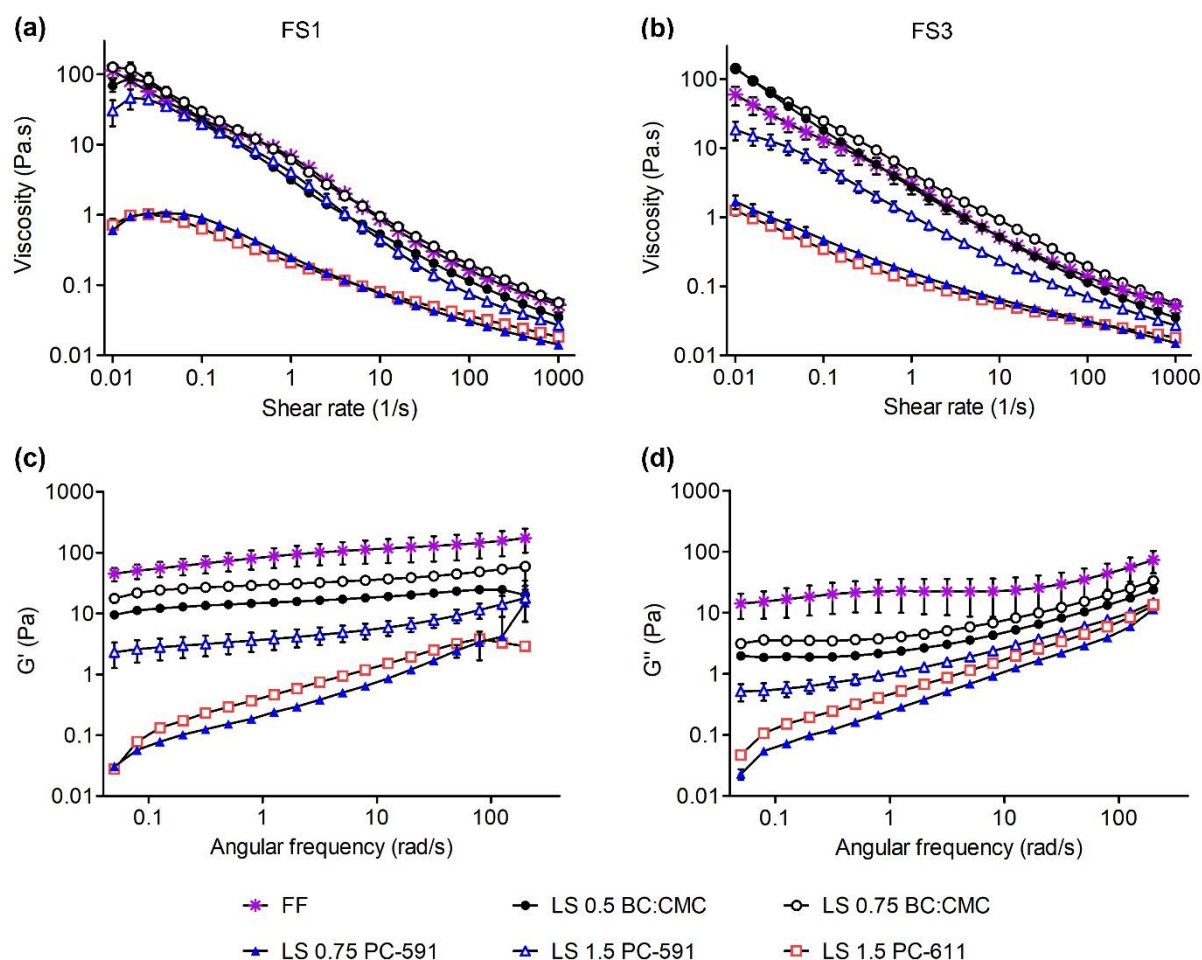 (a)
FS1
Viscosity (Pa.s)
100
10
1
0.1
0.01
0.01 0.1 1 10 100 1000
Shear rate (1/s)
(b)
FS3
Viscosity (Pa.s)
100
10
1
0.1
0.01
0.01 0.1 1 10 100 1000
Shear rate (1/s)
(c)
G' (Pa)
1000
100
10
1
0.1
0.01
0.1 1 10 100
Angular frequency (rad/s)
(d)
G'' (Pa)
1000
100
10
1
0.1
0.01
0.1 1 10 100
Angular frequency (rad/s)
FF LS 0.5 BC:CMC LS 0.75 BC:CMC
LS 0.75 PC-591 LS 1.5 PC-591 LS 1.5 PC-611